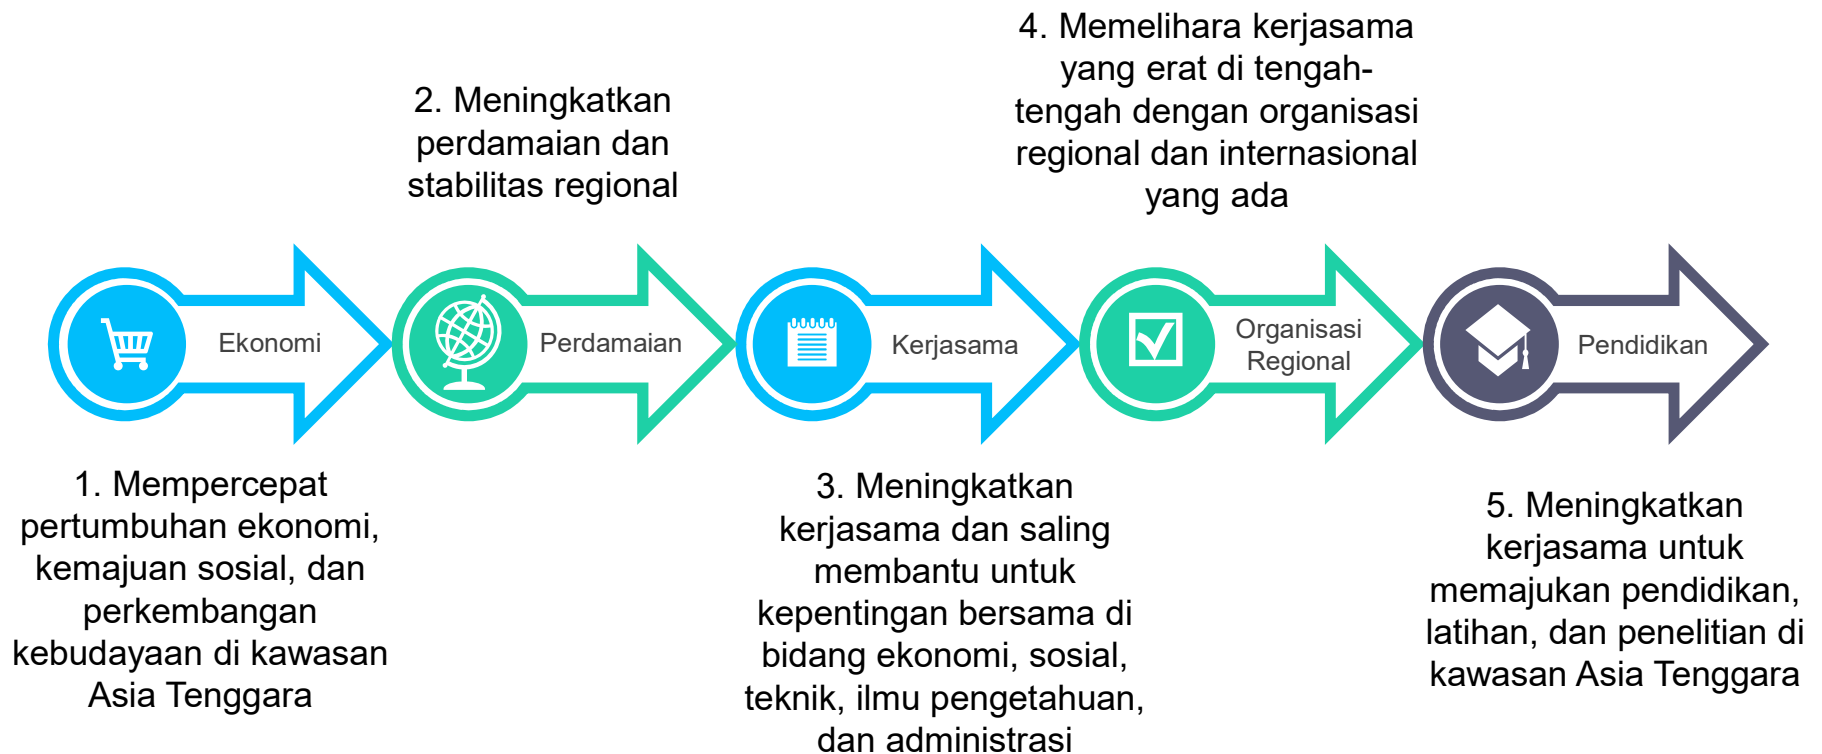 4. Memelihara kerjasama
yang erat di tengah-
tengah dengan organisasi
regional dan internasional
yang ada
2. Meningkatkan
perdamaian dan
stabilitas regional
Ekonomi
Perdamaian
Kerjasama
Organisasi
Regional
Pendidikan
1. Mempercepat
pertumbuhan ekonomi,
kemajuan sosial, dan
perkembangan
kebudayaan di kawasan
Asia Tenggara
3. Meningkatkan
kerjasama dan saling
membantu untuk
kepentingan bersama di
bidang ekonomi, sosial,
teknik, ilmu pengetahuan,
dan administrasi
5. Meningkatkan
kerjasama untuk
memajukan pendidikan,
latihan, dan penelitian di
kawasan Asia Tenggara